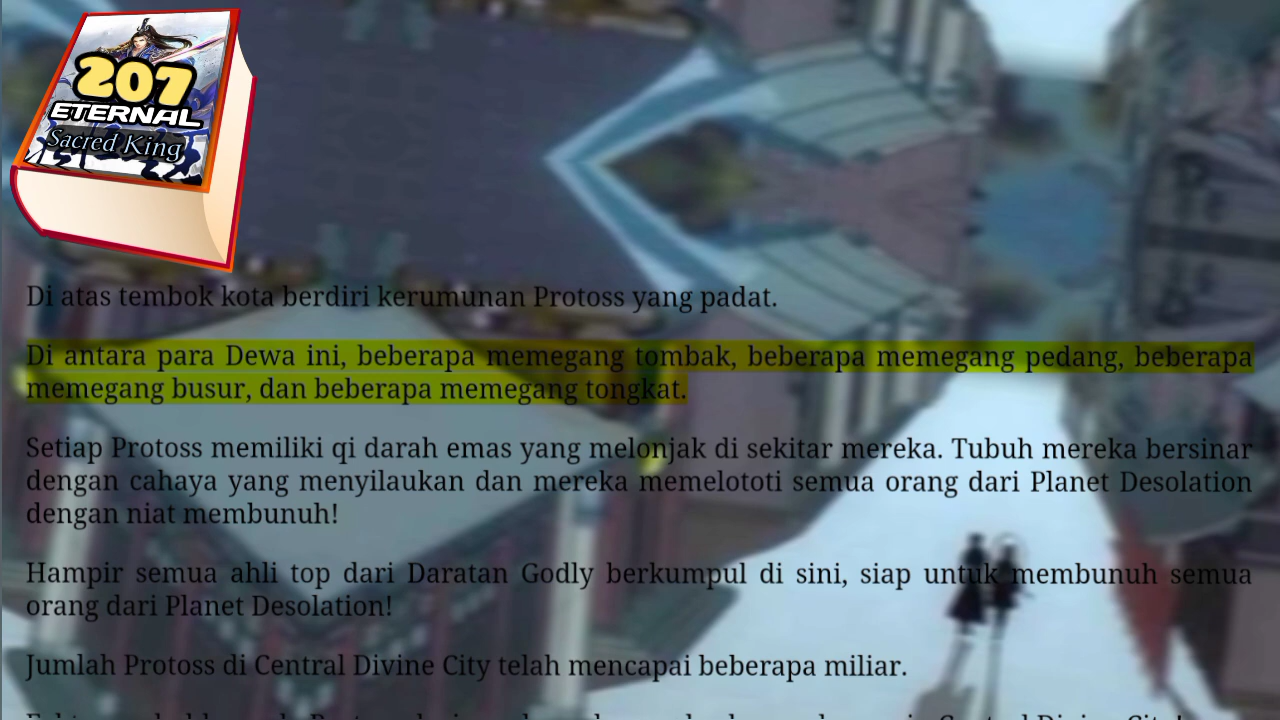 207
ETERNAL
Sacred King
Di atas tembok kota berdiri kerumunan Protoss yang padat.
Di antara para Dewa ini, beberapa memegang tombak, beberapa memegang pedang, beberapa
memegang busur, dan beberapa memegang tongkat.
Setiap Protoss memiliki qi darah emas yang melonjak di sekitar mereka. Tubuh mereka bersinar
dengan cahaya yang menyilaukan dan mereka memelototi semua orang dari Planet Desolation
dengan niat membunuh!
Hampir semua ahli top dari Daratan Godly berkumpul di sini, siap untuk membunuh semua
orang dari Planet Desolation!
Jumlah Protoss di Central Divine City telah mencapai beberapa miliar.